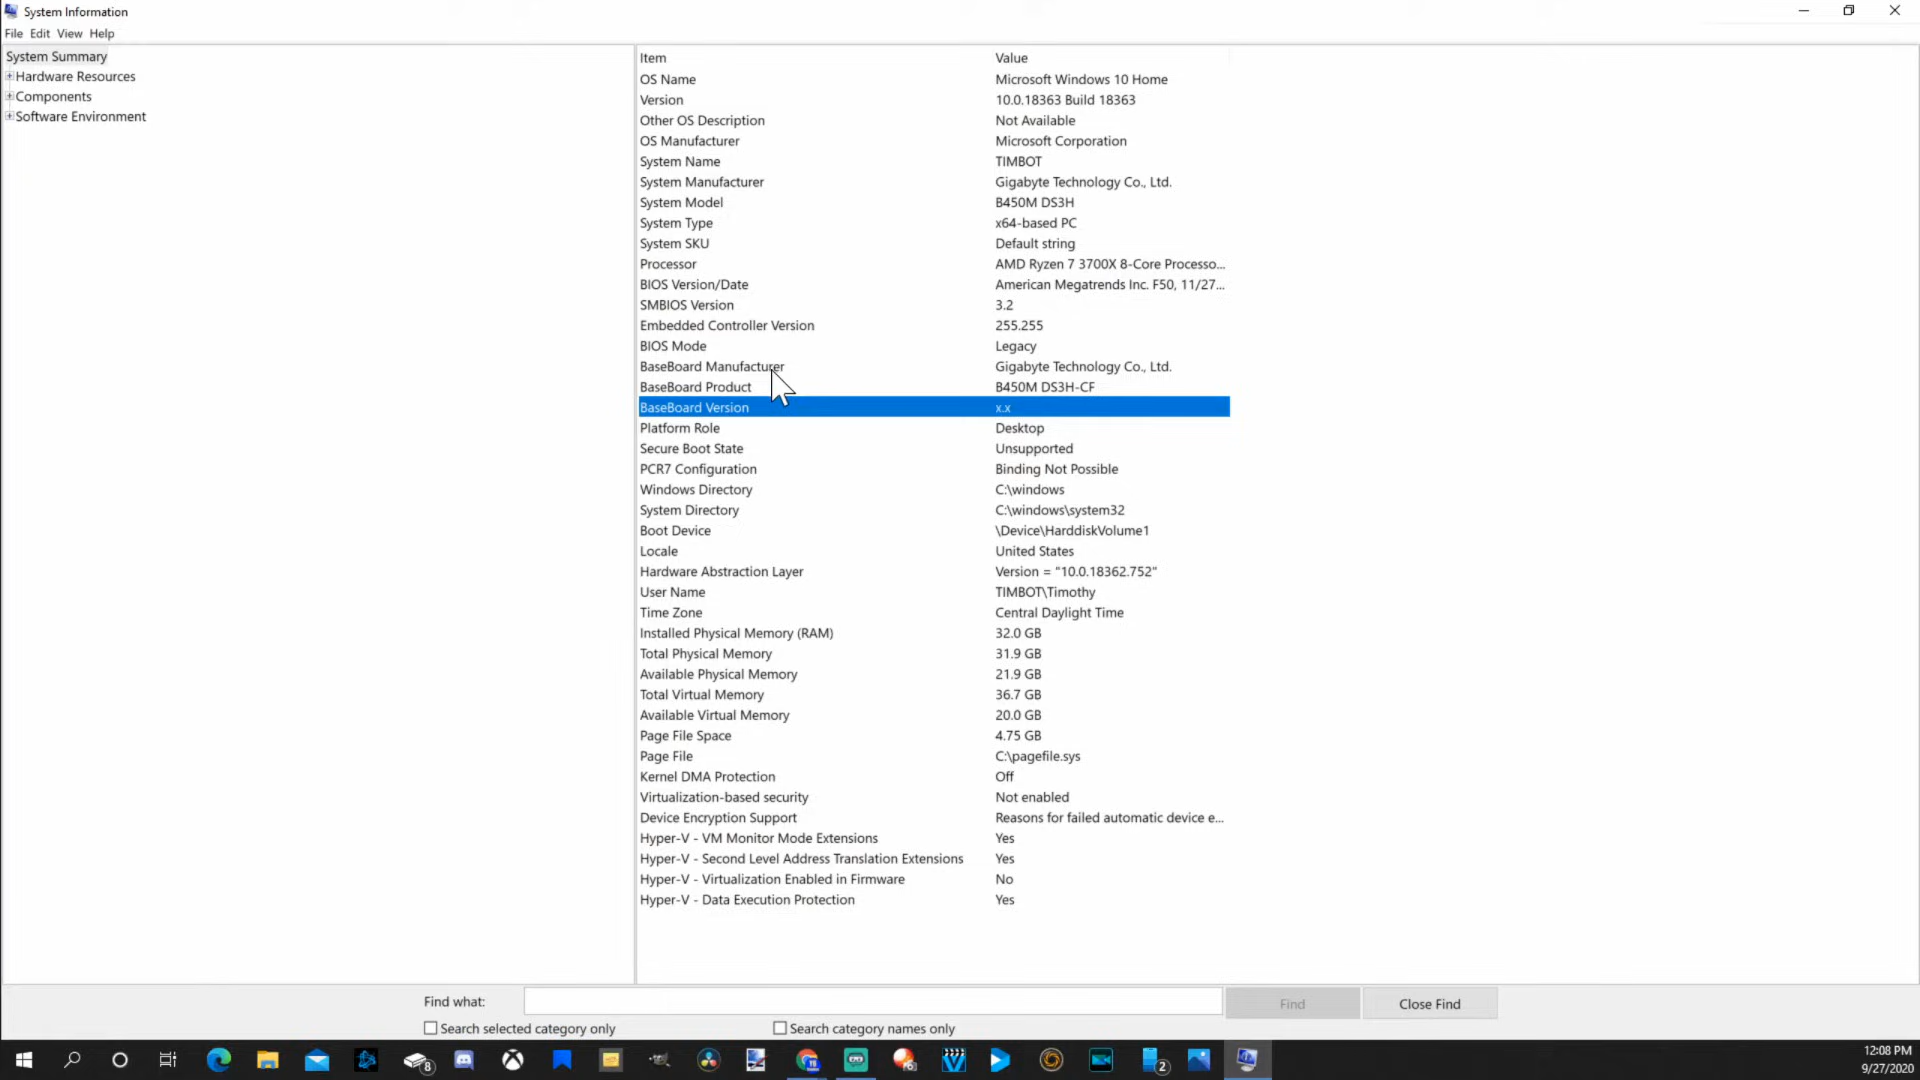 System Information
File Edit View Help
System Summary
Hardware Resources
Components
Software Environment
Item Value
OS Name Microsoft Windows 10 Home
Version 10.0.18363 Build 18363
Other OS Description Not Available
OS Manufacturer Microsoft Corporation
System Name TIMBOT
System Manufacturer Gigabyte Technology Co., Ltd.
System Model B450M DS3H
System Type x64-based PC
System SKU Default string
Processor AMD Ryzen 7 3700X 8-Core Processo...
BIOS Version/Date American Megatrends Inc. F50, 11/27...
SMBIOS Version 3.2
Embedded Controller Version 255.255
BIOS Mode Legacy
BaseBoard Manufacturer Gigabyte Technology Co., Ltd.
BaseBoard Product B450M DS3H-CF
BaseBoard Version x.x
Platform Role Desktop
Secure Boot State Unsupported
PCR7 Configuration Binding Not Possible
Windows Directory C:\windows
System Directory C:\windows\system32
Boot Device \Device\HarddiskVolume1
Locale United States
Hardware Abstraction Layer Version = "10.0.18362.752"
User Name TIMBOT\Timothy
Time Zone Central Daylight Time
Installed Physical Memory (RAM) 32.0 GB
Total Physical Memory 31.9 GB
Available Physical Memory 21.9 GB
Total Virtual Memory 36.7 GB
Available Virtual Memory 20.0 GB
Page File Space 4.75 GB
Page File C:\pagefile.sys
Kernel DMA Protection Off
Virtualization-based security Not enabled
Device Encryption Support Reasons for failed automatic device e...
Hyper-V - VM Monitor Mode Extensions Yes
Hyper-V - Second Level Address Translation Extensions Yes
Hyper-V - Virtualization Enabled in Firmware No
Hyper-V - Data Execution Protection Yes
Find what: Find Close Find
Search selected category only Search category names only
8 2
12:08 PM
9/27/2020